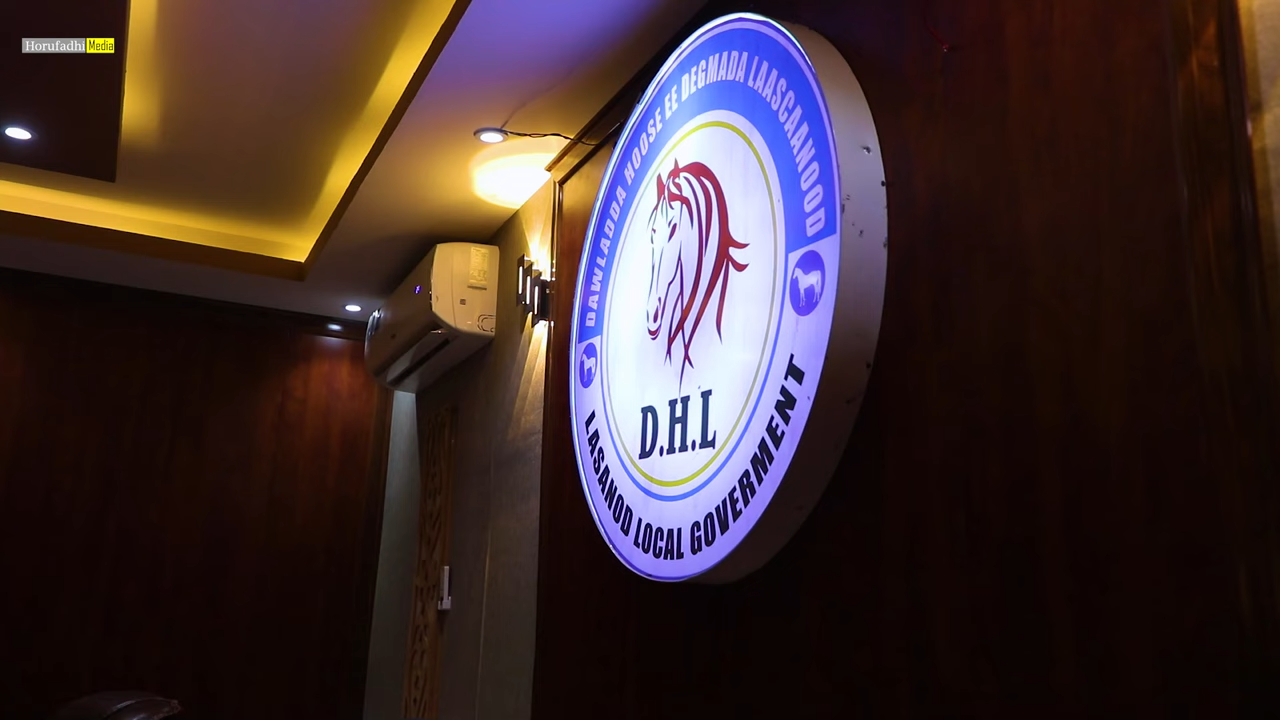 Horufadhi Media
DAWLADDA HOOSE EE DEGMADA LAASCAANOOD
D.H.L
LASANOD LOCAL GOVERMENT